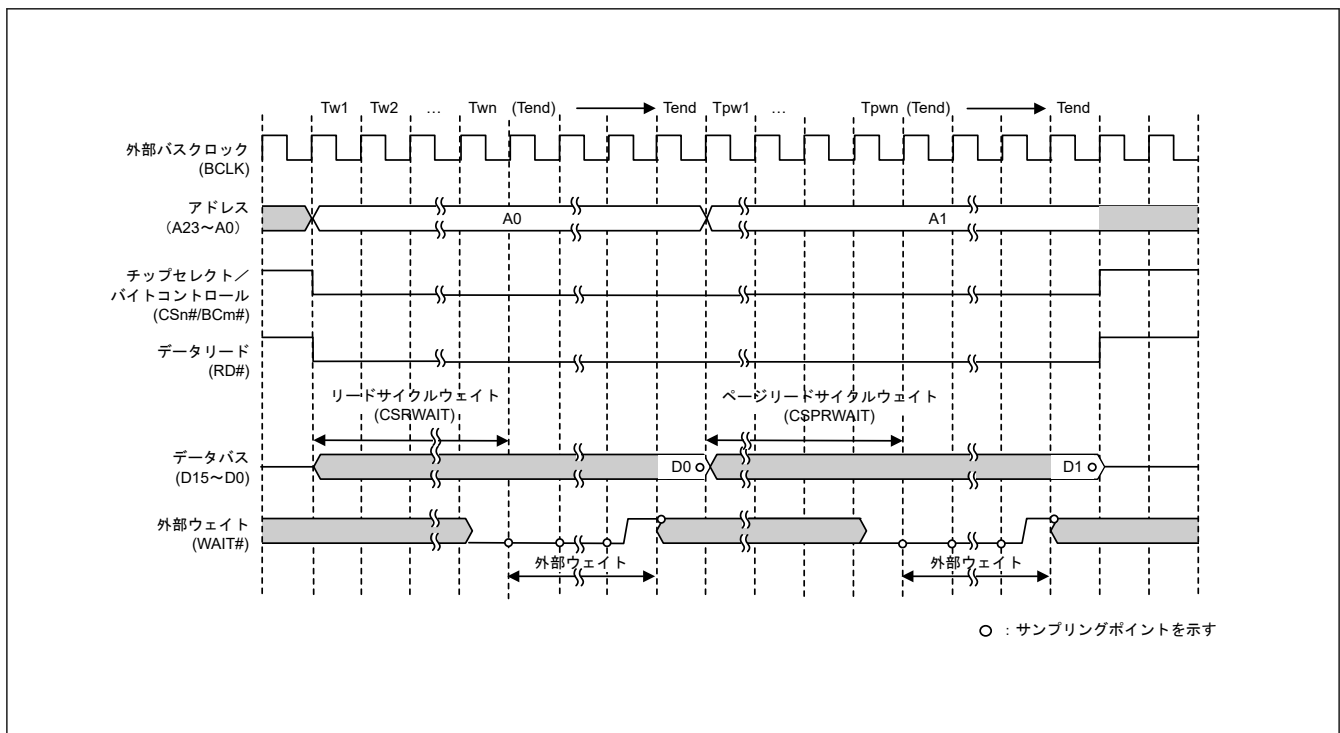 Tw1 Tw2 … Twn (Tend) Tend Tpw1 … Tpwn (Tend) Tend
外部バスクロック
(BCLK)
アドレス
(A23～A0)
A0 A1
チップセレクト／
バイトコントロール
(CSn#/BCm#)
データリード
(RD#)
リードサイクルウェイト
(CSRWAIT)
ページリードサイクルウェイト
(CSPRWAIT)
データバス
(D15～D0)
D0 D1
外部ウェイト
(WAIT#)
外部ウェイト 外部ウェイト
：サンプリングポイントを示す